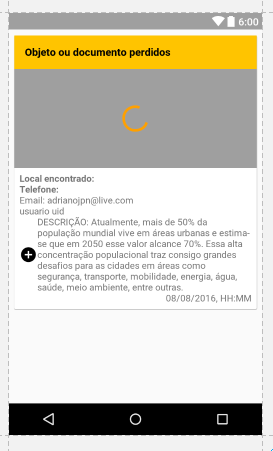 6:00
Objeto ou documento perdidos
Local encontrado:
Telefone:
Email: adrianojpn@live.com
usuario uid
DESCRIÇÃO: Atualmente, mais de 50% da
população mundial vive em áreas urbanas e estima-
se que em 2050 esse valor alcance 70%. Essa alta
concentração populacional traz consigo grandes
desafios para as cidades em áreas como
segurança, transporte, mobilidade, energia, água,
saúde, meio ambiente, entre outras.
08/08/2016, HH:MM